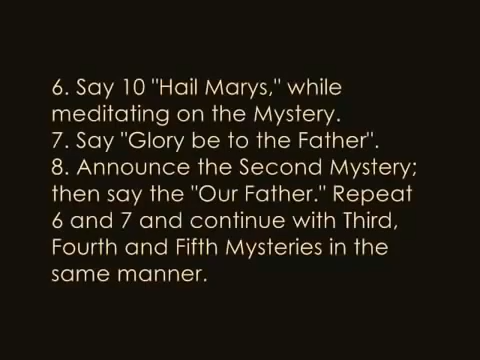 6. Say 10 "Hail Marys," while
meditating on the Mystery.
7. Say "Glory be to the Father".
8. Announce the Second Mystery;
then say the "Our Father." Repeat
6 and 7 and continue with Third,
Fourth and Fifth Mysteries in the
same manner.